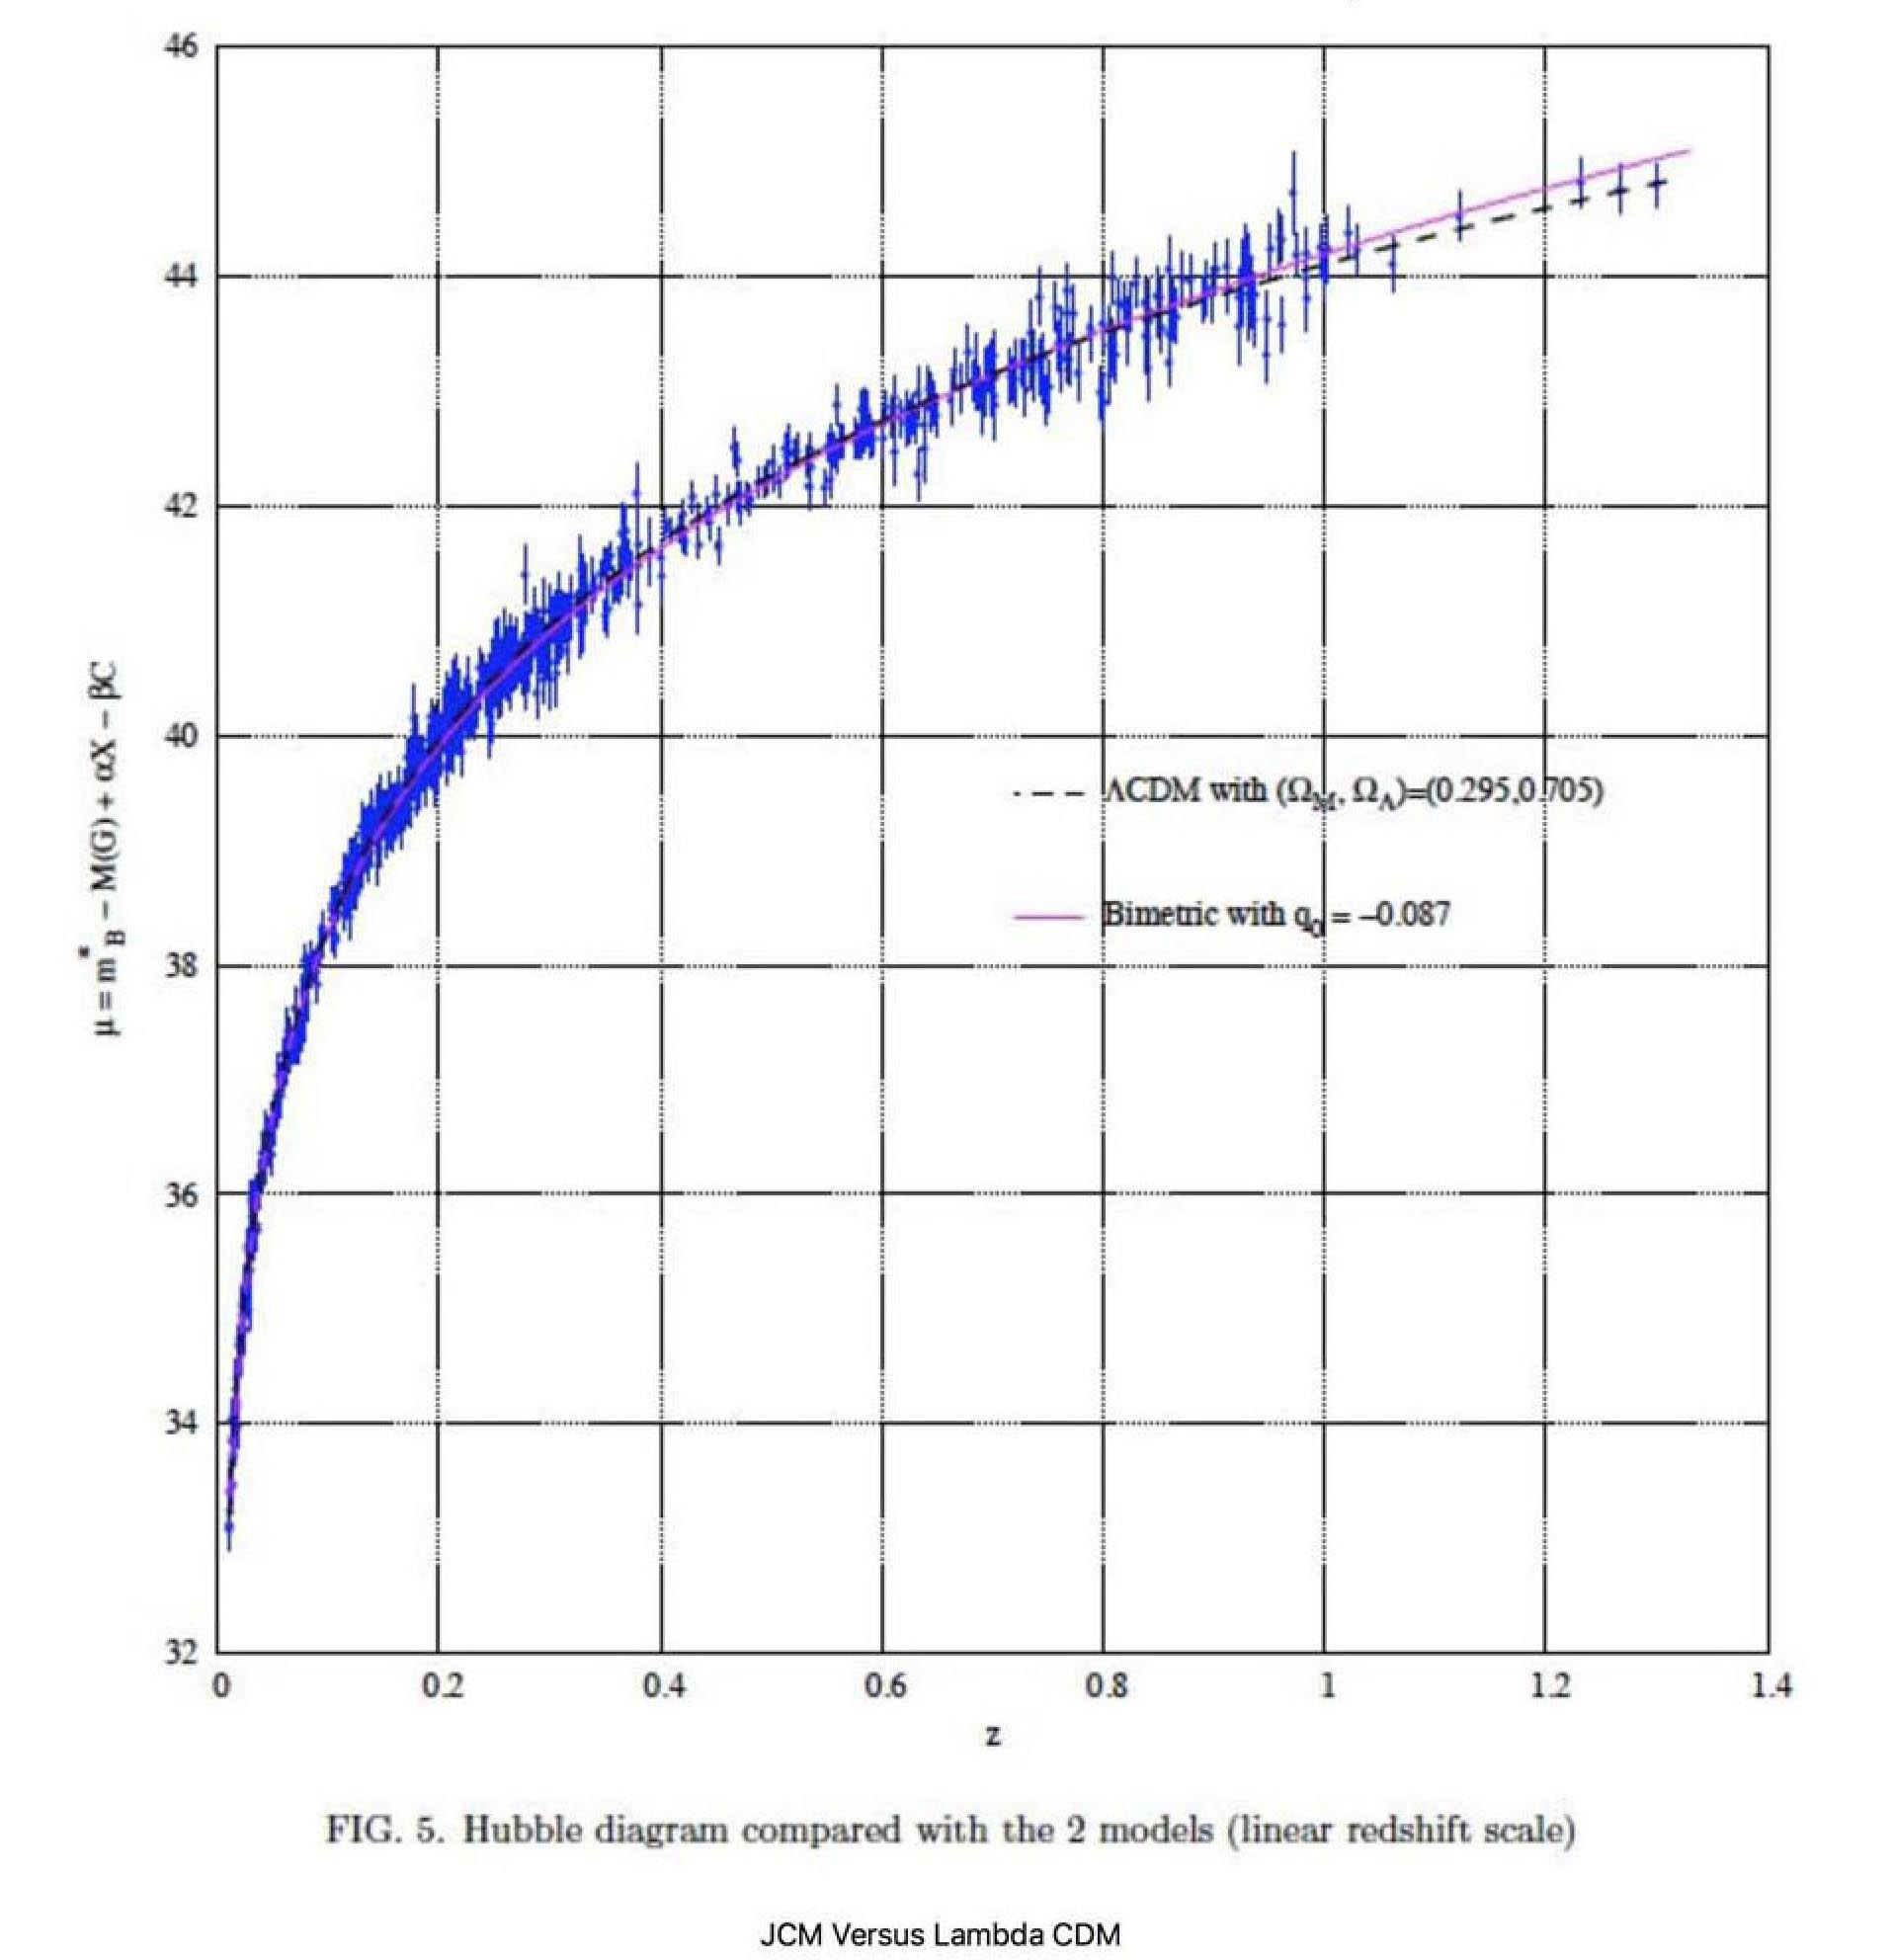 46
44
42
40
38
36
34
32
μ = m*B – M(G) + αX – βC
ΛCDM with (ΩM, ΩΛ)=(0.295,0.705)
Bimetric with q0 = –0.087
0 0.2 0.4 0.6 0.8 1 1.2 1.4
z
FIG. 5. Hubble diagram compared with the 2 models (linear redshift scale)
JCM Versus Lambda CDM